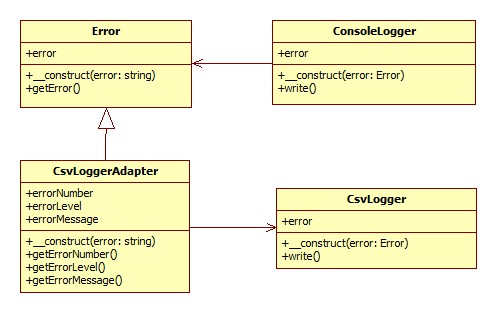 Error
+error
+__construct(error: string)
+getError()
ConsoleLogger
+error
+__construct(error: Error)
+write()
CsvLoggerAdapter
+errorNumber
+errorLevel
+errorMessage
+__construct(error: string)
+getErrorNumber()
+getErrorLevel()
+getErrorMessage()
CsvLogger
+error
+__construct(error: Error)
+write()